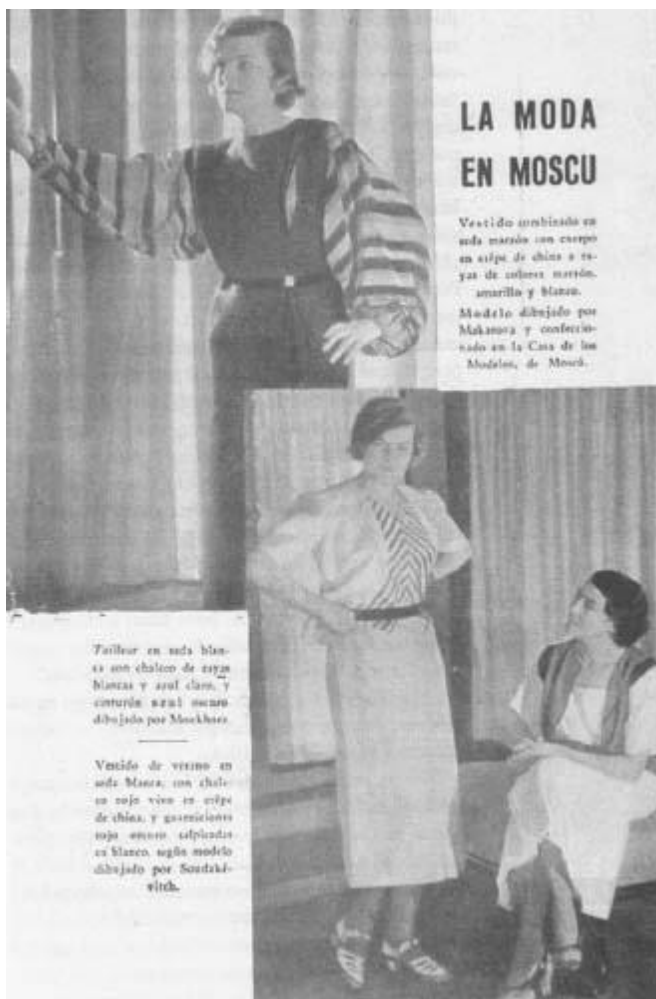 LA MODA
EN MOSCU
Vestido combinado en
seda marrón con cuerpo
en crêpe de china a ra-
yas de colores marrón,
amarillo y blanco.
Modelo dibujado por
Makarova y confeccio-
nado en la Casa de los
Modelos, de Moscú.
Tailleur en seda blan-
ca con chaleco de rayas
blancas y azul claro, y
cinturón azul oscuro
dibujado por
Vestido de verano en
seda blanca, con chale-
co rojo vivo en crêpe
de china, y guarniciones
rojo oscuro salpicadas
en blanco, según modelo
dibujado por Soudaké-
vitch.